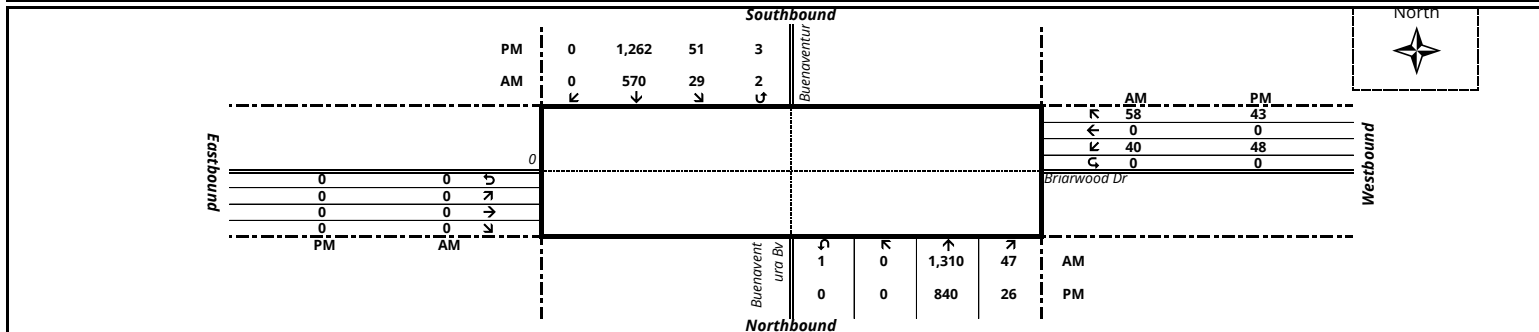 Southbound
North
PM 0 1,262 51 3
Buenaventur
AM 0 570 29 2
↙ ↓ ↘ ↺
AM PM
↖ 58 43
← 0 0
↙ 40 48
⮎ 0 0
Eastbound
0
Westbound
Briarwood Dr
0 0 ⮌
0 0 ↗
0 0 →
0 0 ↘
PM AM
Buenavent
ura Bv
⮏ ↖ ↑ ↗
1 0 1,310 47 AM
0 0 840 26 PM
Northbound